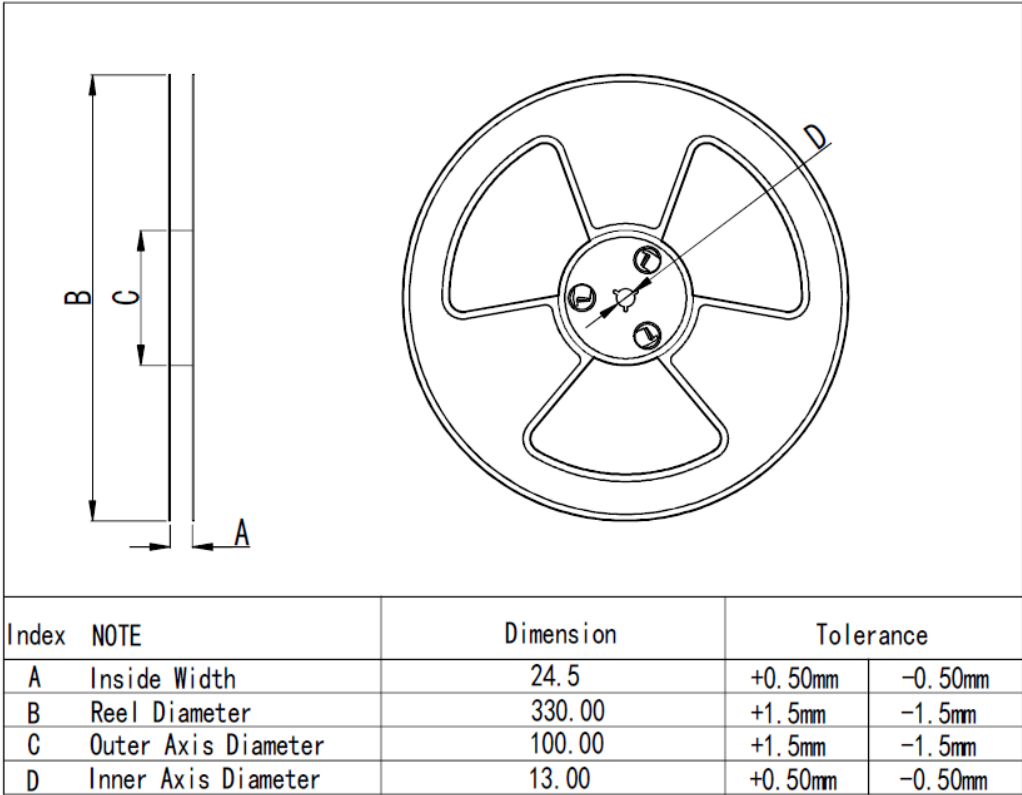 D
B
C
A
Index NOTE Dimension Tolerance
A Inside Width 24.5 +0.50mm -0.50mm
B Reel Diameter 330.00 +1.5mm -1.5mm
C Outer Axis Diameter 100.00 +1.5mm -1.5mm
D Inner Axis Diameter 13.00 +0.50mm -0.50mm